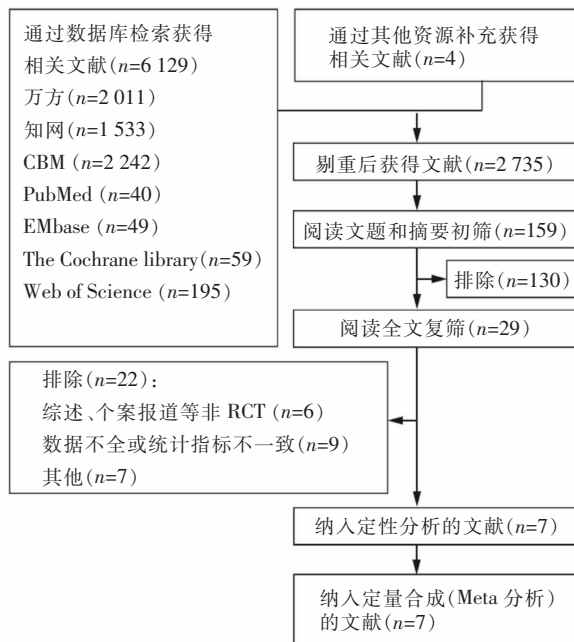 通过数据库检索获得
相关文献(n=6 129)
万方(n=2 011)
知网(n=1 533)
CBM (n=2 242)
PubMed (n=40)
EMbase (n=49)
The Cochrane library(n=59)
Web of Science (n=195)
通过其他资源补充获得
相关文献(n=4)
剔重后获得文献(n=2 735)
阅读文题和摘要初筛(n=159)
排除(n=130)
阅读全文复筛(n=29)
排除(n=22)：
综述、个案报道等非 RCT (n=6)
数据不全或统计指标不一致(n=9)
其他(n=7)
纳入定性分析的文献(n=7)
纳入定量合成(Meta 分析)
的文献(n=7)